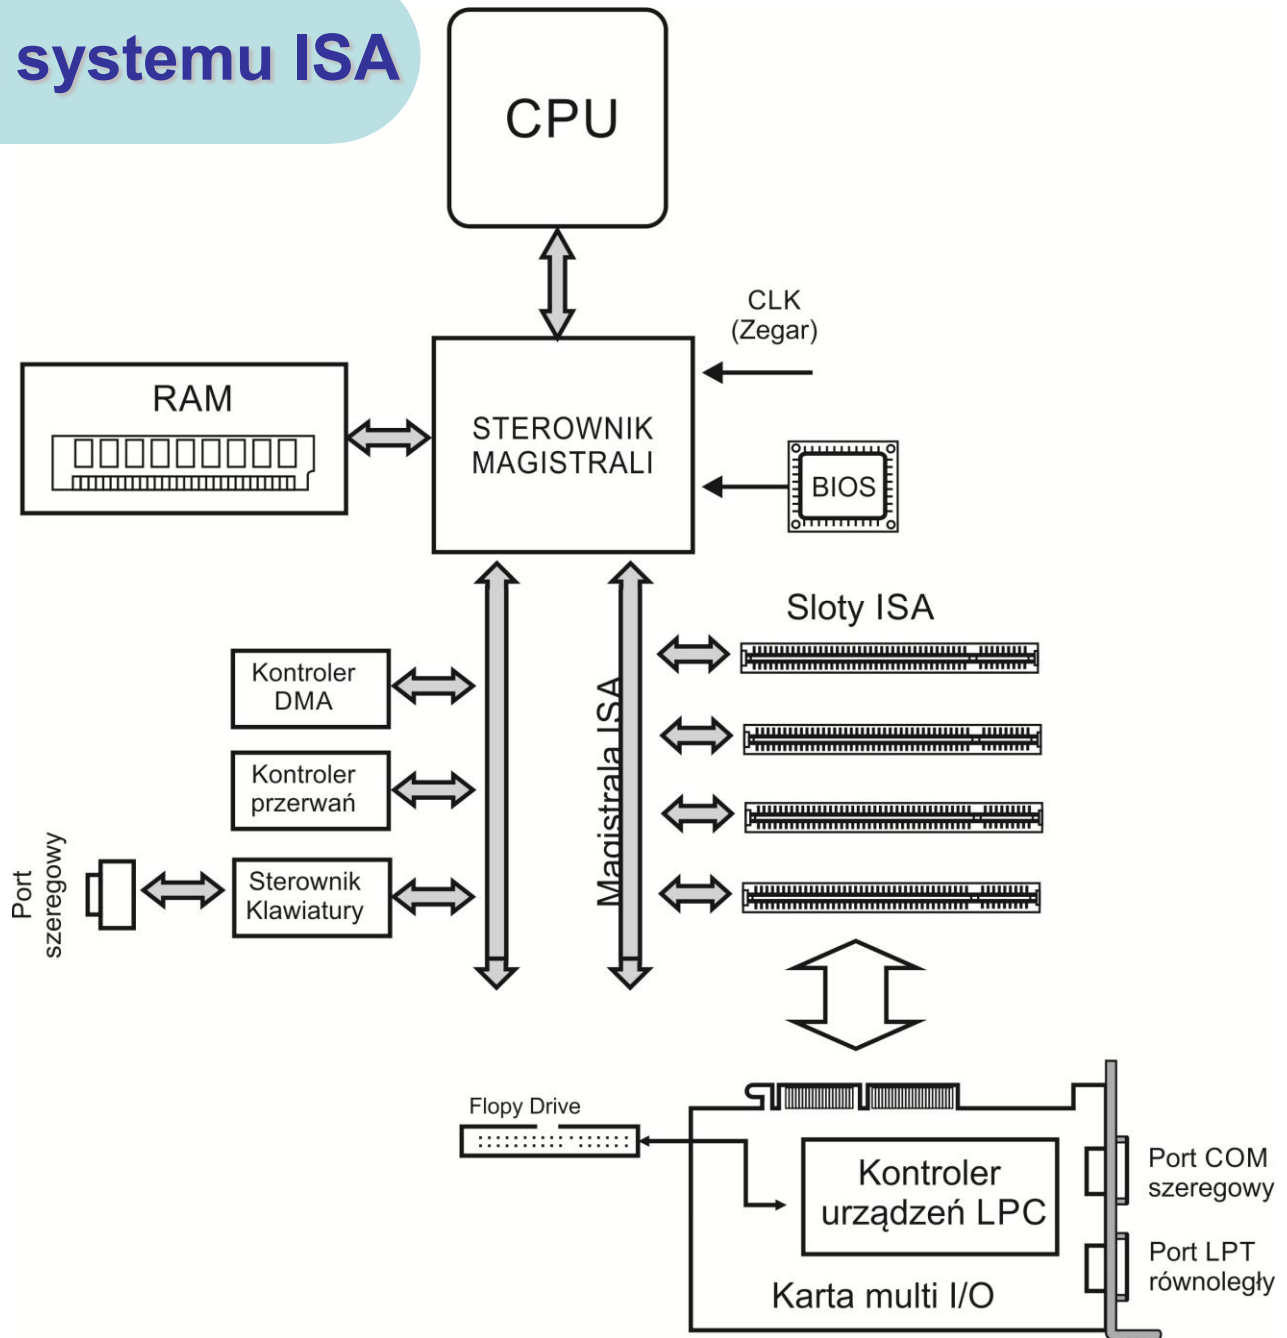 systemu ISA
CPU
CLK
(Zegar)
RAM
STEROWNIK
MAGISTRALI
BIOS
Sloty ISA
Kontroler
DMA
Magistrala ISA
Kontroler
przerwań
Port
szeregowy
Sterownik
Klawiatury
Flopy Drive
Kontroler
urządzeń LPC
Port COM
szeregowy
Port LPT
równoległy
Karta multi I/O